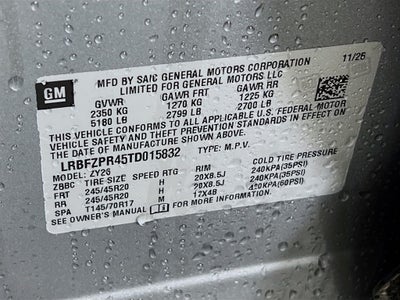 GM
MFD BY SAIC GENERAL MOTORS CORPORATION 11/25
LIMITED FOR GENERAL MOTORS LLC
GVWR GAWR FRT GAWR RR
2350 KG 1270 KG 1225 KG
5180 LB 2799 LB 2700 LB
THIS VEHICLE CONFORMS TO ALL APPLICABLE U.S. FEDERAL MOTOR
VEHICLE SAFETY AND THEFT PREVENTION STANDARDS IN EFFECT ON
THE DATE OF MANUFACTURE SHOWN ABOVE.
LRBFZPR45TD015832 TYPE: M.P.V.
MODEL: ZY26
ZBBC TIRE SIZE SPEED RTG RIM COLD TIRE PRESSURE
FRT 245/45R20 H 20X8.5J 240KPA(35PSI)
RR 245/45R20 H 20X8.5J 240KPA(35PSI)
SPA T145/70R17 M 17X4B 420KPA(60PSI)
SEE OWNER'S MANUAL FOR MORE INFORMATION.